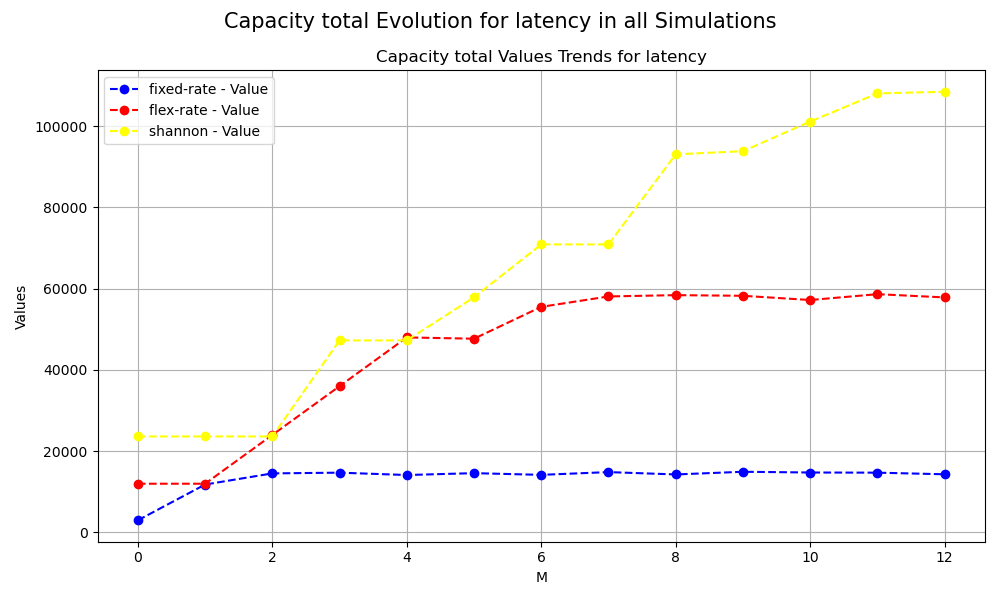 Capacity total Evolution for latency in all Simulations
Capacity total Values Trends for latency
fixed-rate - Value
flex-rate - Value
shannon - Value
100000
80000
60000
40000
20000
0
Values
0 2 4 6 8 10 12
M